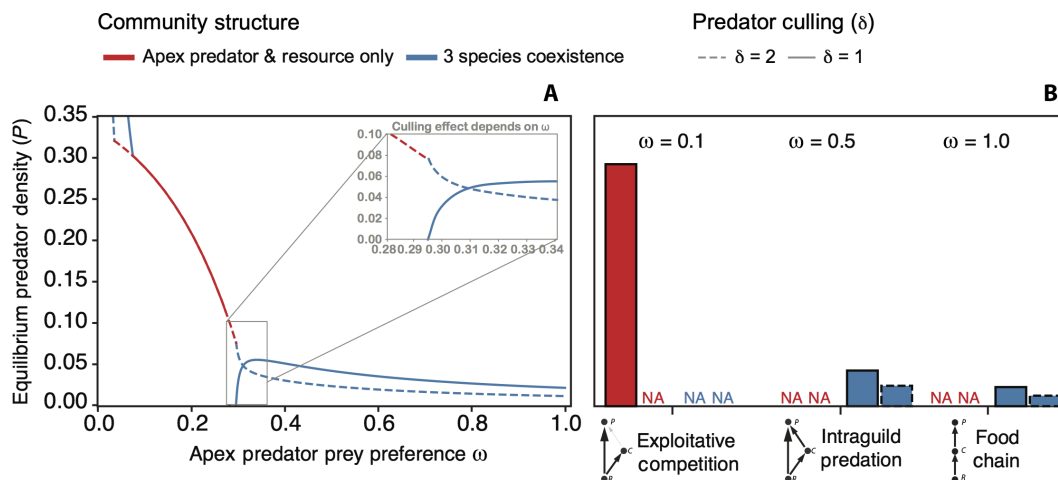 Community structure
Predator culling (δ)
Apex predator & resource only
3 species coexistence
δ = 2
δ = 1
A
B
Equilibrium predator density (P)
0.35
0.30
0.25
0.20
0.15
0.10
0.05
0.00
0.0
0.2
0.4
0.6
0.8
1.0
Apex predator prey preference ω
Culling effect depends on ω
0.10
0.08
0.06
0.04
0.02
0.00
0.28 0.29 0.30 0.31 0.32 0.33 0.34
ω = 0.1
ω = 0.5
ω = 1.0
NA
NA NA
NA NA
NA NA
P
C
Exploitative
competition
P
C
Intraguild
predation
P
C
Food
chain